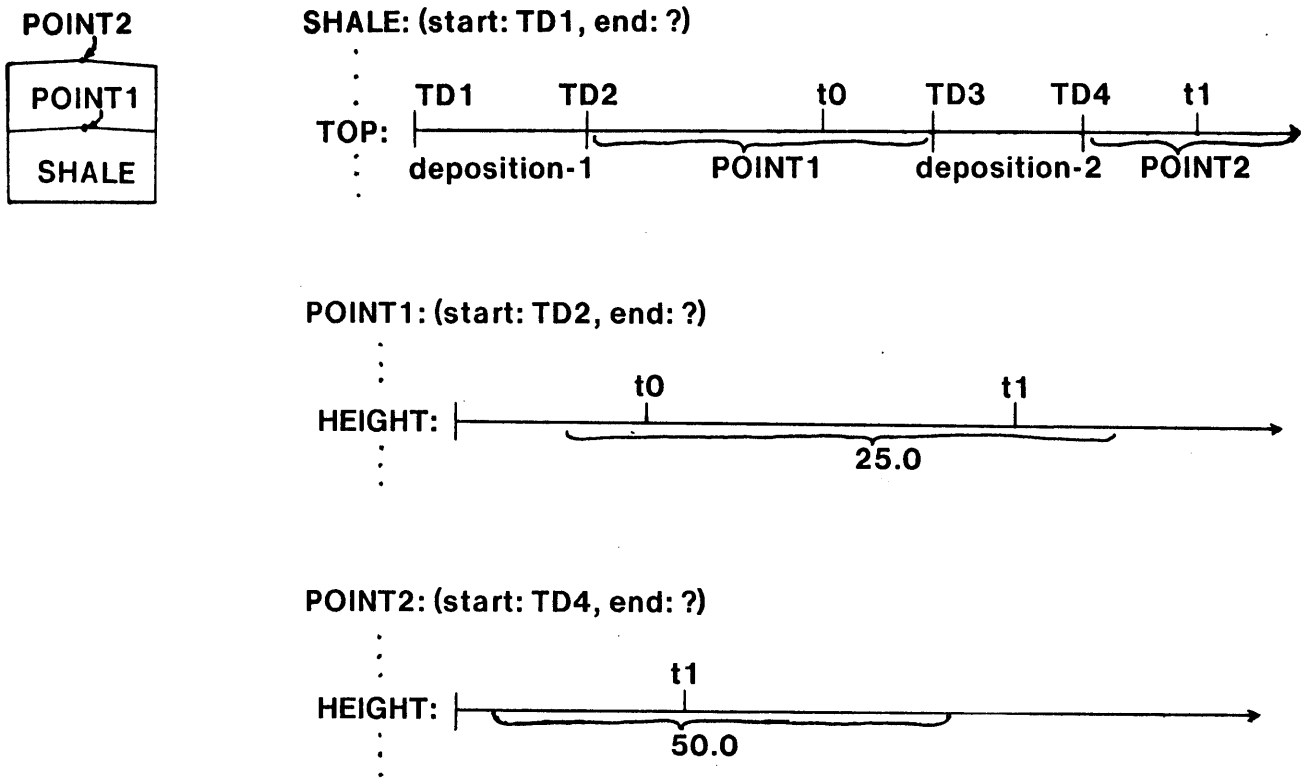 POINT2
POINT1
SHALE
SHALE: (start: TD1, end: ?)
TD1 TD2 t0 TD3 TD4 t1
TOP:
deposition-1 POINT1 deposition-2 POINT2
POINT1: (start: TD2, end: ?)
t0 t1
HEIGHT:
25.0
POINT2: (start: TD4, end: ?)
t1
HEIGHT:
50.0